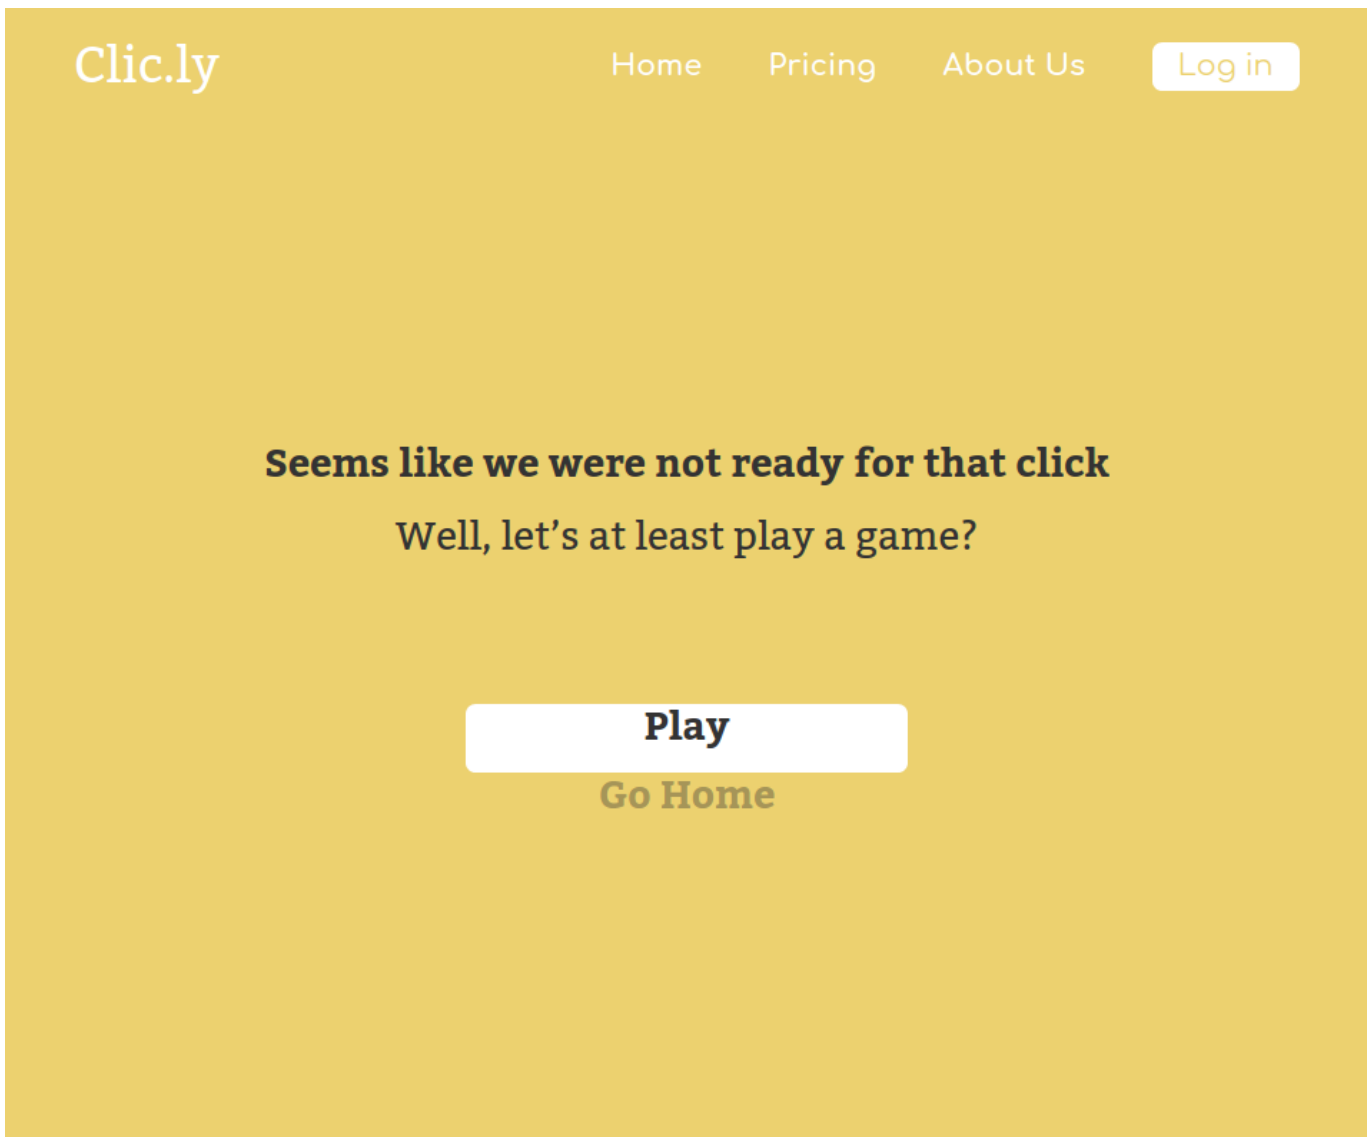 Clic.ly Home Pricing About Us Log in
Seems like we were not ready for that click
Well, let’s at least play a game?
Play
Go Home